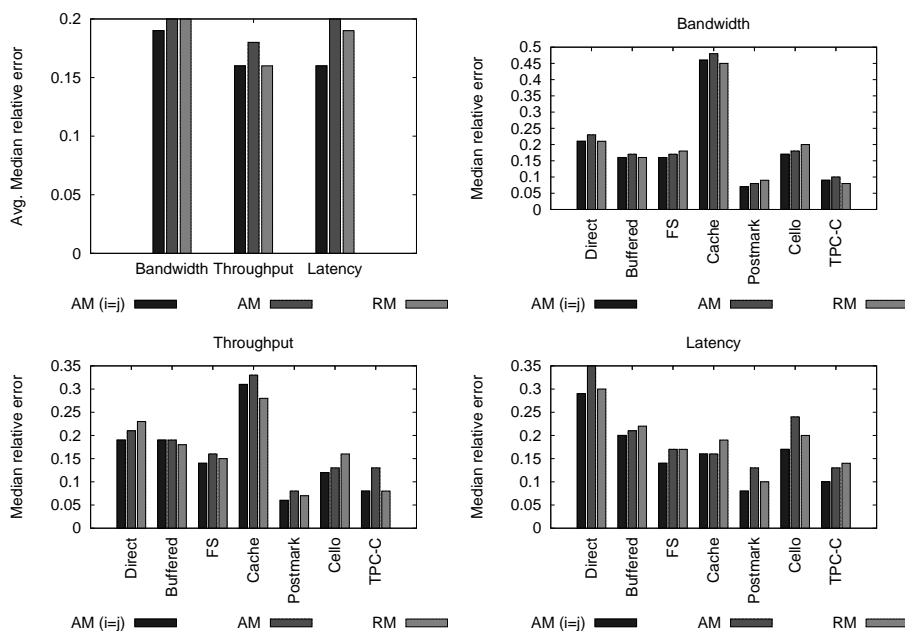 Avg. Median relative error
0.2
0.15
0.1
0.05
0
Bandwidth Throughput Latency
AM (i=j) AM RM
Bandwidth
Median relative error
0.5
0.45
0.4
0.35
0.3
0.25
0.2
0.15
0.1
0.05
0
Direct
Buffered
FS
Cache
Postmark
Cello
TPC-C
AM (i=j) AM RM
Throughput
Median relative error
0.35
0.3
0.25
0.2
0.15
0.1
0.05
0
Direct
Buffered
FS
Cache
Postmark
Cello
TPC-C
AM (i=j) AM RM
Latency
Median relative error
0.35
0.3
0.25
0.2
0.15
0.1
0.05
0
Direct
Buffered
FS
Cache
Postmark
Cello
TPC-C
AM (i=j) AM RM